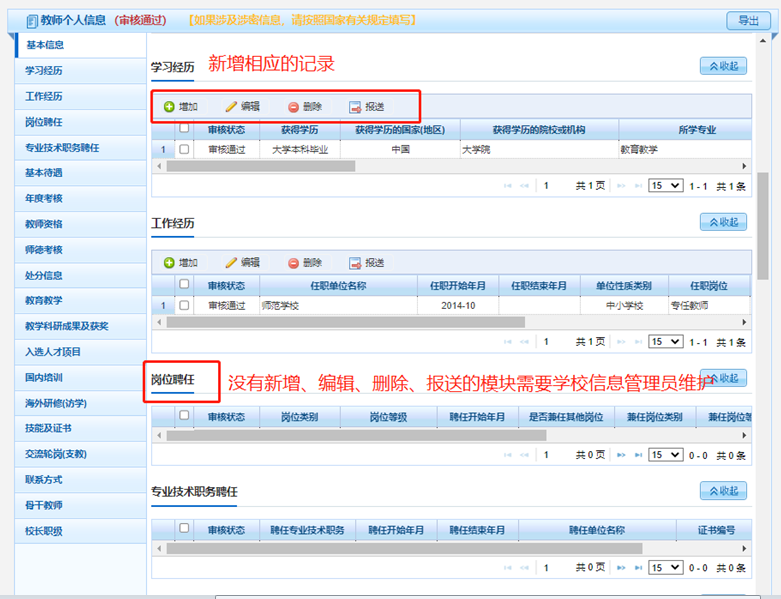 教师个人信息 (审核通过) 【如果涉及涉密信息，请按照国家有关规定填写】 导出
基本信息
学习经历
工作经历
岗位聘任
专业技术职务聘任
基本待遇
年度考核
教师资格
师德考核
处分信息
教育教学
教学科研成果及获奖
入选人才项目
国内培训
海外研修(访学)
技能及证书
交流轮岗(支教)
联系方式
骨干教师
校长职级
学习经历 新增相应的记录 收起
增加 编辑 删除 报送
审核状态 获得学历 获得学历的国家(地区) 获得学历的院校或机构 所学专业
1 审核通过 大学本科毕业 中国 大学院 教育教学
1 共1页 15 1 - 1 共1条
工作经历 收起
增加 编辑 删除 报送
审核状态 任职单位名称 任职开始年月 任职结束年月 单位性质类别 任职岗位
1 审核通过 师范学校 2014-10 中小学校 专任教师
1 共1页 15 1 - 1 共1条
岗位聘任 没有新增、编辑、删除、报送的模块需要学校信息管理员维护 收起
审核状态 岗位类别 岗位等级 聘任开始年月 是否兼任其他岗位 兼任岗位类别 兼任岗位等
1 共0页 15 0 - 0 共0条
专业技术职务聘任 收起
审核状态 聘任专业技术职务 聘任开始年月 聘任结束年月 聘任单位名称 证书编号
1 共0页 15 0 - 0 共0条